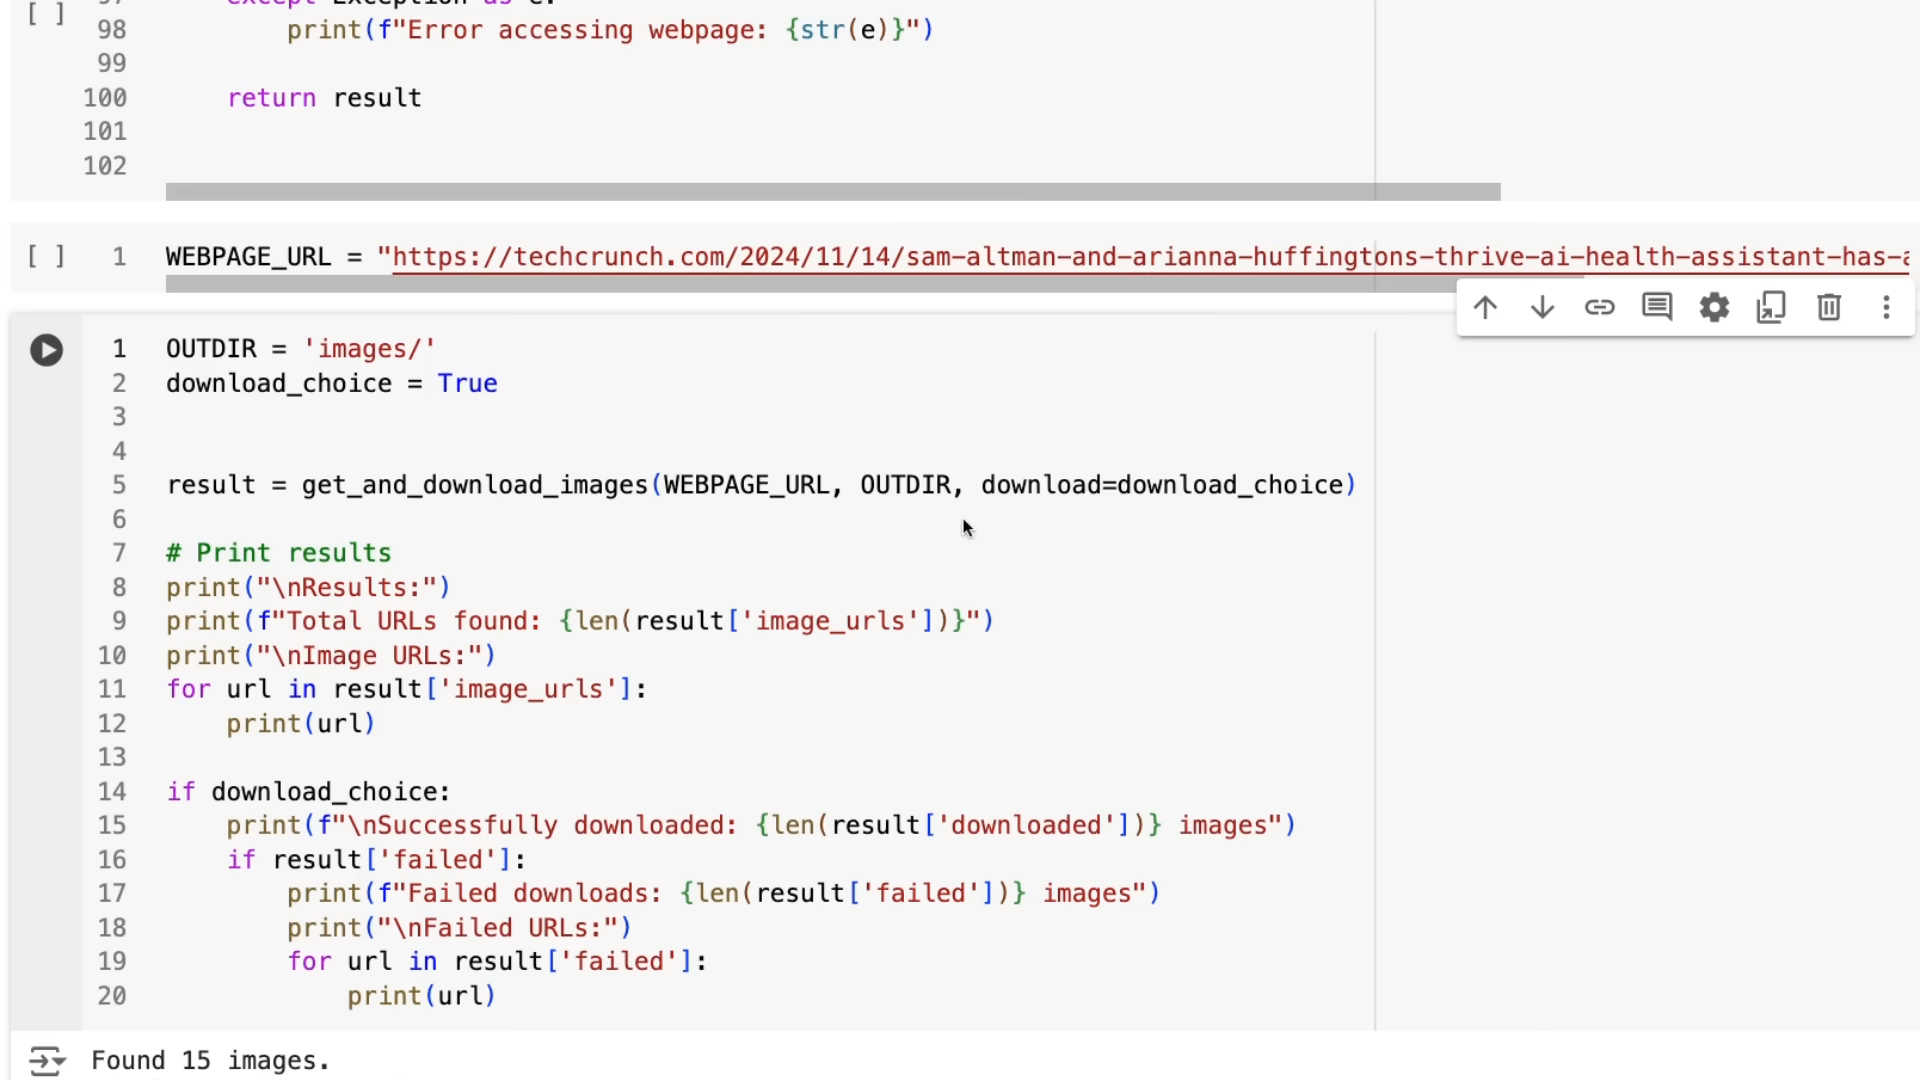 [ ]
98 print(f"Error accessing webpage: {str(e)}")
99
100 return result
101
102
[ ] 1 WEBPAGE_URL = "https://techcrunch.com/2024/11/14/sam-altman-and-arianna-huffingtons-thrive-ai-health-assistant-has-a
1 OUTDIR = 'images/'
2 download_choice = True
3
4
5 result = get_and_download_images(WEBPAGE_URL, OUTDIR, download=download_choice)
6
7 # Print results
8 print("\nResults:")
9 print(f"Total URLs found: {len(result['image_urls'])}")
10 print("\nImage URLs:")
11 for url in result['image_urls']:
12 print(url)
13
14 if download_choice:
15 print(f"\nSuccessfully downloaded: {len(result['downloaded'])} images")
16 if result['failed']:
17 print(f"Failed downloads: {len(result['failed'])} images")
18 print("\nFailed URLs:")
19 for url in result['failed']:
20 print(url)
Found 15 images.